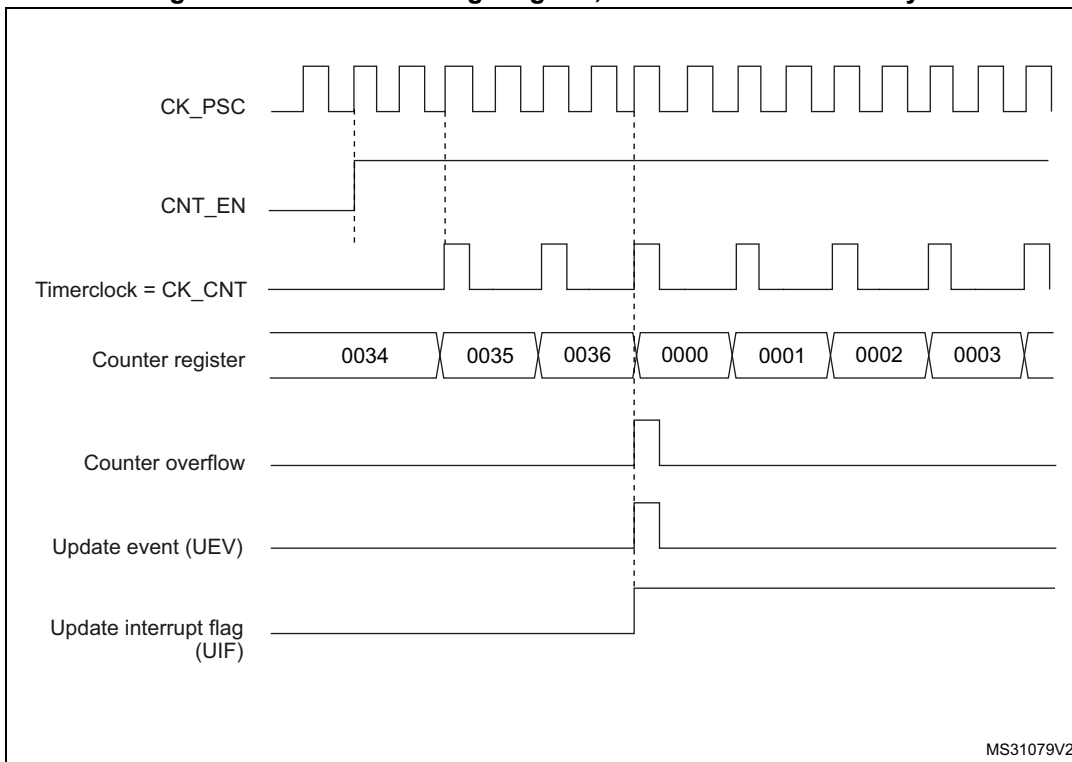 CK_PSC
CNT_EN
Timerclock = CK_CNT
Counter register 0034 0035 0036 0000 0001 0002 0003
Counter overflow
Update event (UEV)
Update interrupt flag
(UIF)
MS31079V2